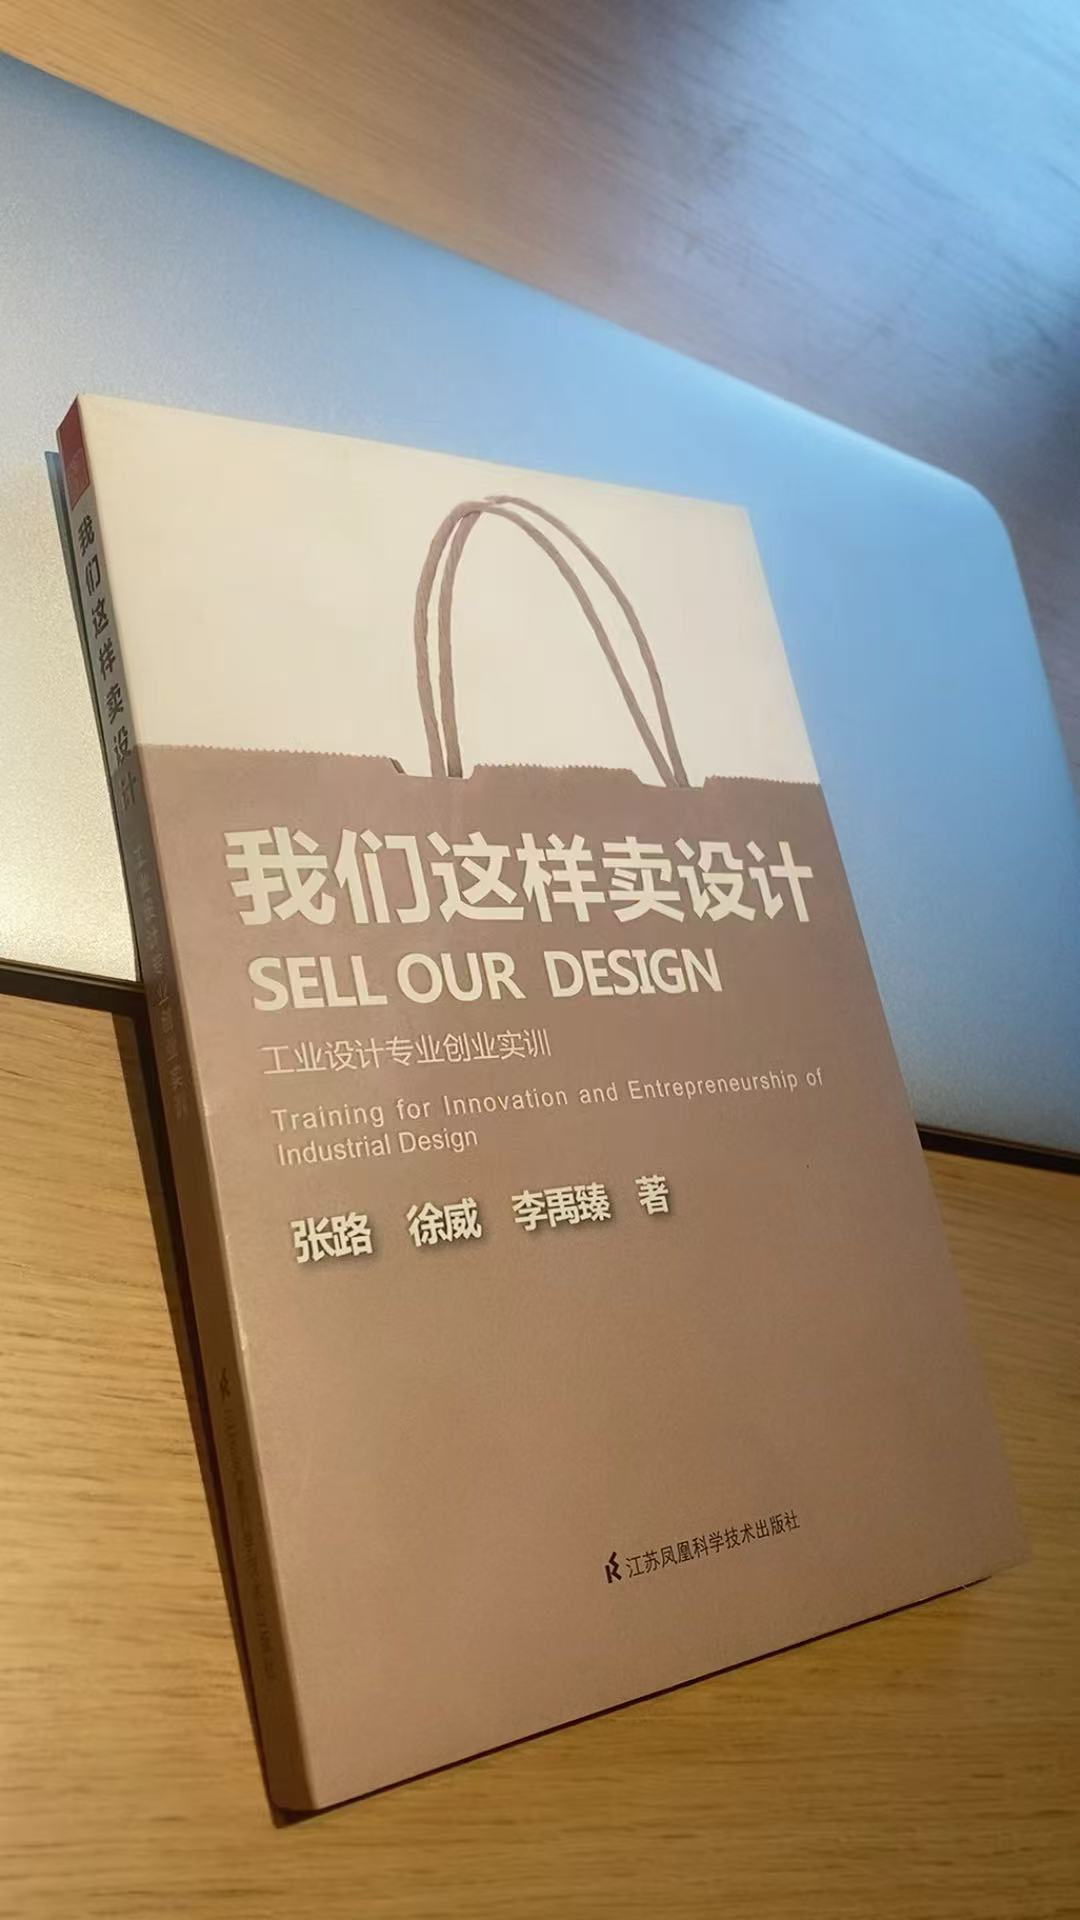 我们这样卖设计
我们这样卖设计
SELL OUR DESIGN
工业设计专业创业实训
Training for Innovation and Entrepreneurship of
Industrial Design
张路 徐威 李禹臻 著
江苏凤凰科学技术出版社